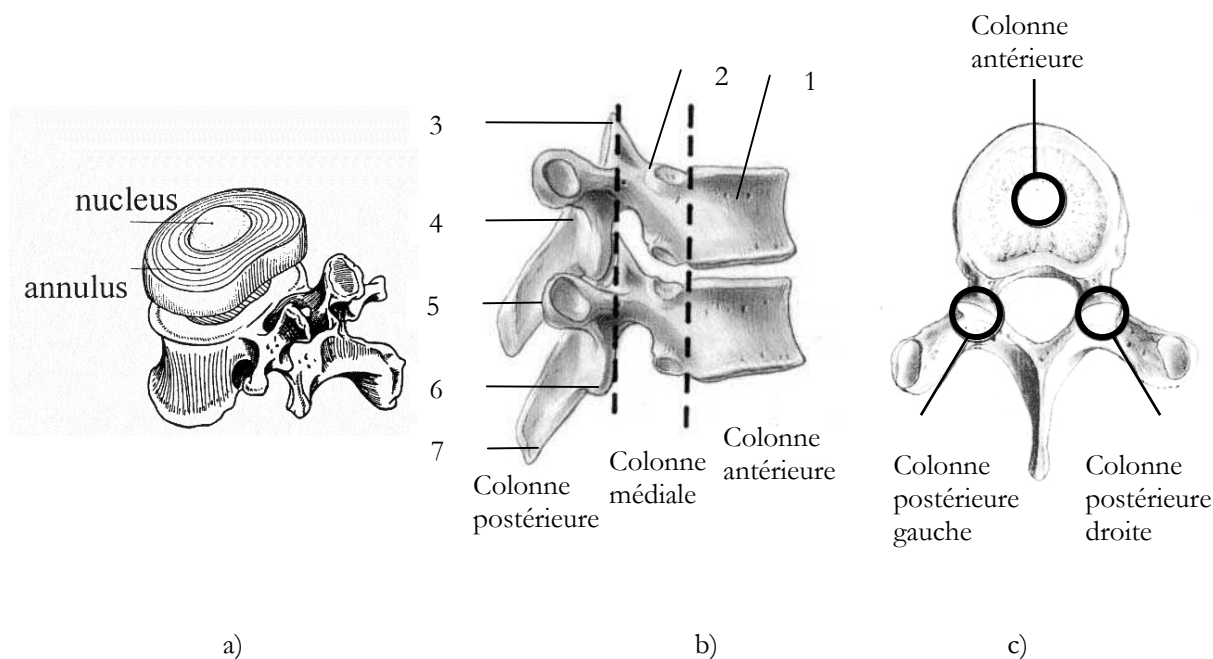 nucleus
annulus
a)
2
1
3
4
5
6
7
Colonne
postérieure
Colonne
médiale
Colonne
antérieure
b)
Colonne
antérieure
Colonne
postérieure
gauche
Colonne
postérieure
droite
c)